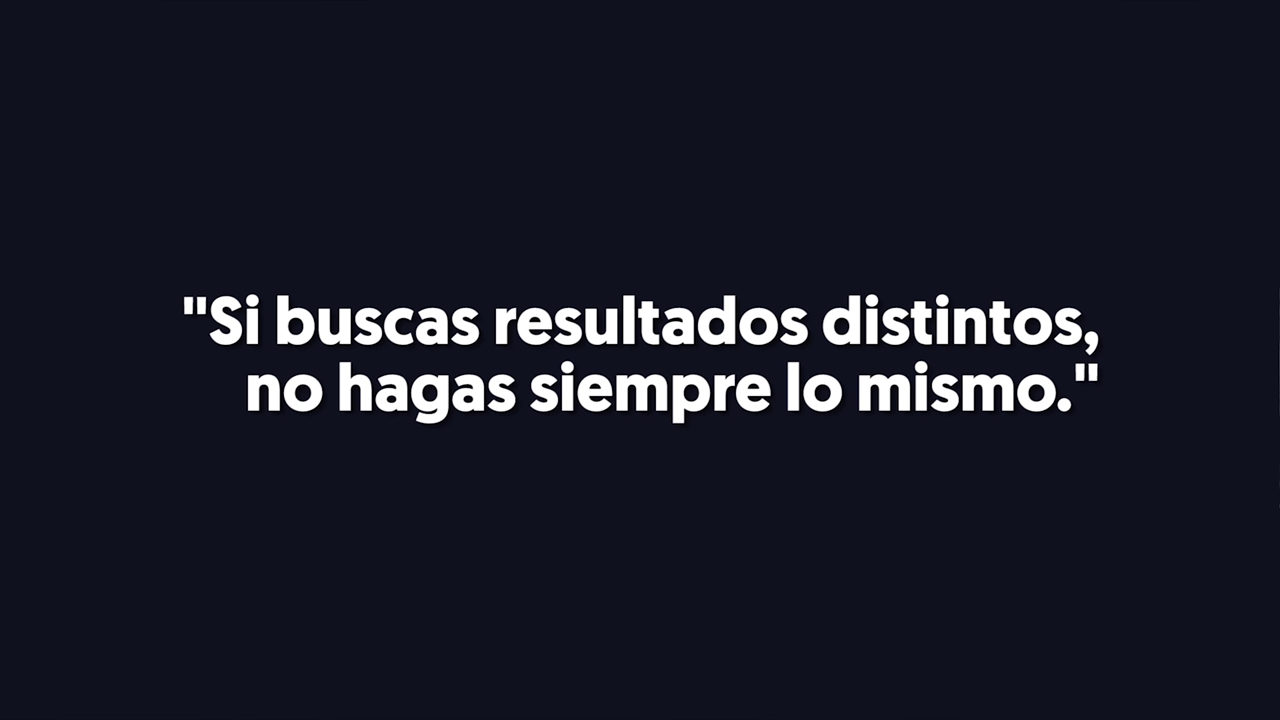 "Si buscas resultados distintos,
no hagas siempre lo mismo."